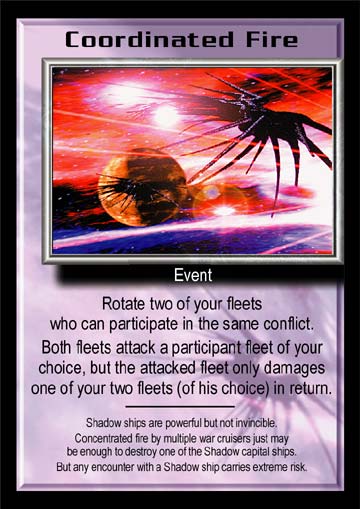 Coordinated Fire
Event
Rotate two of your fleets
who can participate in the same conflict.
Both fleets attack a participant fleet of your
choice, but the attacked fleet only damages
one of your two fleets (of his choice) in return.
Shadow ships are powerful but not invincible.
Concentrated fire by multiple war cruisers just may
be enough to destroy one of the Shadow capital ships.
But any encounter with a Shadow ship carries extreme risk.